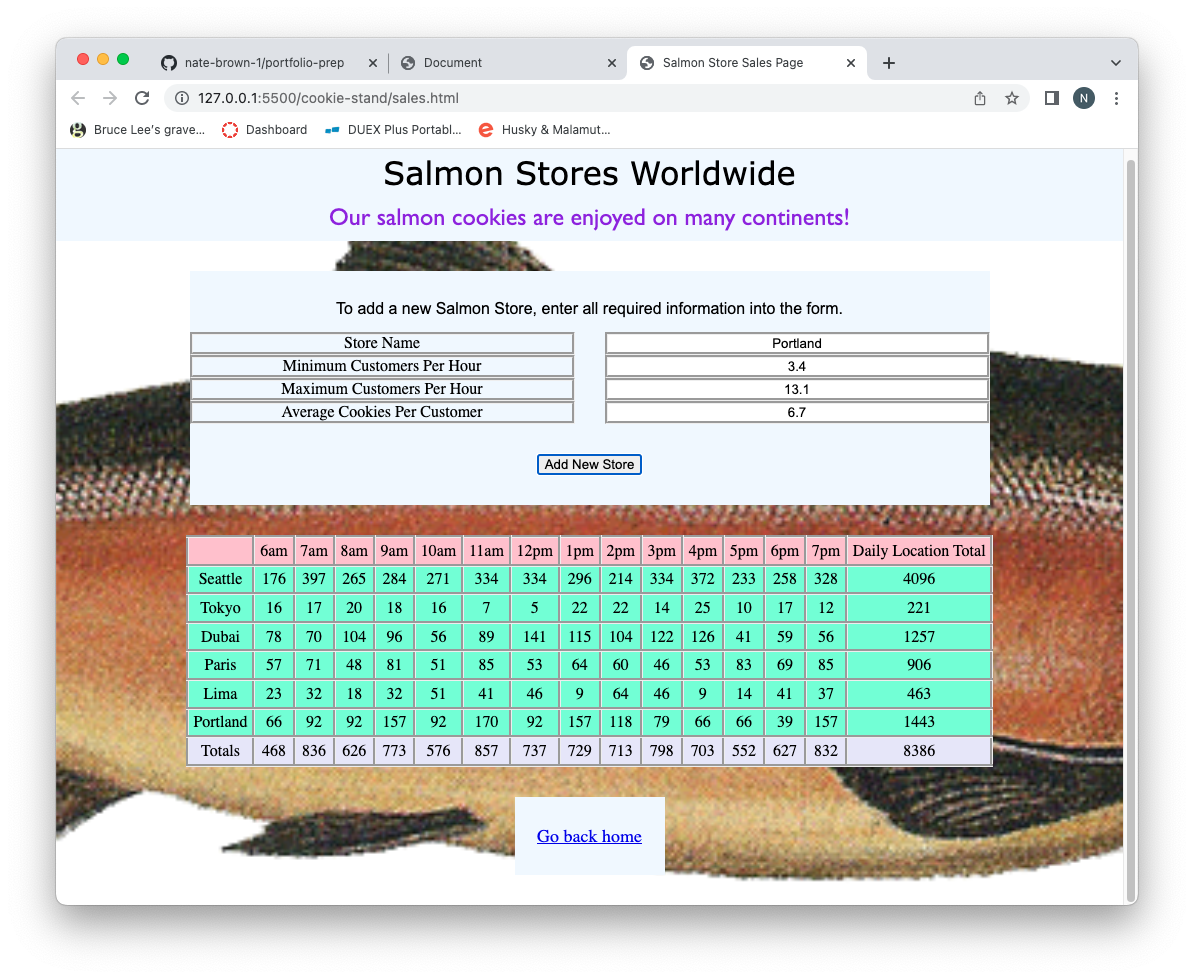 nate-brown-1/portfolio-prep Document Salmon Store Sales Page
127.0.0.1:5500/cookie-stand/sales.html N
Bruce Lee's grave... Dashboard DUEX Plus Portabl... Husky & Malamut...
Salmon Stores Worldwide
Our salmon cookies are enjoyed on many continents!
To add a new Salmon Store, enter all required information into the form.
Store Name Portland
Minimum Customers Per Hour 3.4
Maximum Customers Per Hour 13.1
Average Cookies Per Customer 6.7
Add New Store
6am 7am 8am 9am 10am 11am 12pm 1pm 2pm 3pm 4pm 5pm 6pm 7pm Daily Location Total
Seattle 176 397 265 284 271 334 334 296 214 334 372 233 258 328 4096
Tokyo 16 17 20 18 16 7 5 22 22 14 25 10 17 12 221
Dubai 78 70 104 96 56 89 141 115 104 122 126 41 59 56 1257
Paris 57 71 48 81 51 85 53 64 60 46 53 83 69 85 906
Lima 23 32 18 32 51 41 46 9 64 46 9 14 41 37 463
Portland 66 92 92 157 92 170 92 157 118 79 66 66 39 157 1443
Totals 468 836 626 773 576 857 737 729 713 798 703 552 627 832 8386
Go back home